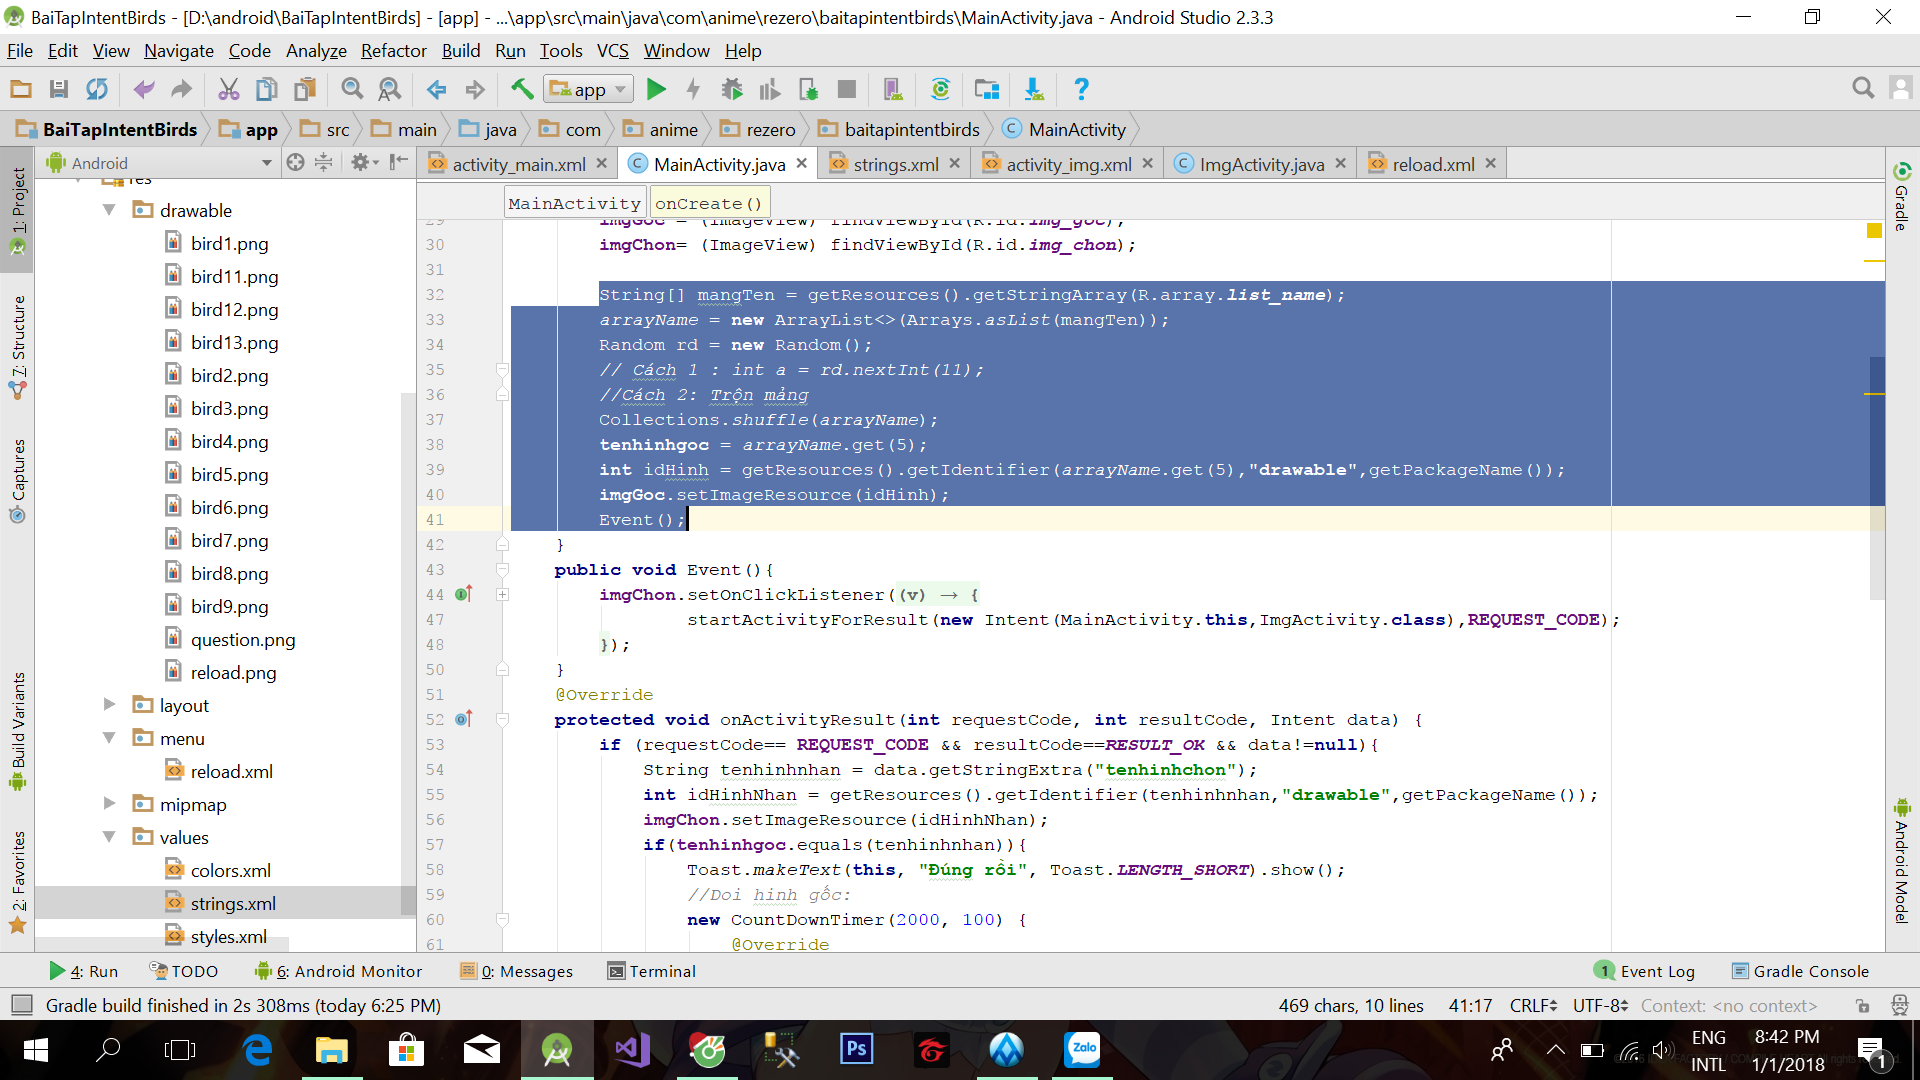 BaiTapIntentBirds - [D:\android\BaiTapIntentBirds] - [app] - ...\app\src\main\java\com\anime\rezero\baitapintentbirds\MainActivity.java - Android Studio 2.3.3
File Edit View Navigate Code Analyze Refactor Build Run Tools VCS Window Help
app
BaiTapIntentBirds app src main java com anime rezero baitapintentbirds MainActivity
Android
activity_main.xml MainActivity.java strings.xml activity_img.xml ImgActivity.java reload.xml
MainActivity onCreate()
1: Project
7: Structure
Captures
Build Variants
2: Favorites
res
drawable
bird1.png
bird11.png
bird12.png
bird13.png
bird2.png
bird3.png
bird4.png
bird5.png
bird6.png
bird7.png
bird8.png
bird9.png
question.png
reload.png
layout
menu
reload.xml
mipmap
values
colors.xml
strings.xml
styles.xml
29 imgGoc = (ImageView) findViewById(R.id.img_goc);
30 imgChon= (ImageView) findViewById(R.id.img_chon);
31
32 String[] mangTen = getResources().getStringArray(R.array.list_name);
33 arrayName = new ArrayList<>(Arrays.asList(mangTen));
34 Random rd = new Random();
35 // Cách 1 : int a = rd.nextInt(11);
36 //Cách 2: Trộn mảng
37 Collections.shuffle(arrayName);
38 tenhinhgoc = arrayName.get(5);
39 int idHinh = getResources().getIdentifier(arrayName.get(5),"drawable",getPackageName());
40 imgGoc.setImageResource(idHinh);
41 Event();
42 }
43 public void Event(){
44 imgChon.setOnClickListener((v) → {
47 startActivityForResult(new Intent(MainActivity.this,ImgActivity.class),REQUEST_CODE);
48 });
50 }
51 @Override
52 protected void onActivityResult(int requestCode, int resultCode, Intent data) {
53 if (requestCode== REQUEST_CODE && resultCode==RESULT_OK && data!=null){
54 String tenhinhnhan = data.getStringExtra("tenhinhchon");
55 int idHinhNhan = getResources().getIdentifier(tenhinhnhan,"drawable",getPackageName());
56 imgChon.setImageResource(idHinhNhan);
57 if(tenhinhgoc.equals(tenhinhnhan)){
58 Toast.makeText(this, "Đúng rồi", Toast.LENGTH_SHORT).show();
59 //Doi hinh gốc:
60 new CountDownTimer(2000, 100) {
61 @Override
Gradle
Android Model
4: Run TODO 6: Android Monitor 0: Messages Terminal 1 Event Log Gradle Console
Gradle build finished in 2s 308ms (today 6:25 PM) 469 chars, 10 lines 41:17 CRLF UTF-8 Context: <no context>
Ps
Zalo
ENG
INTL
8:42 PM
1/1/2018
1